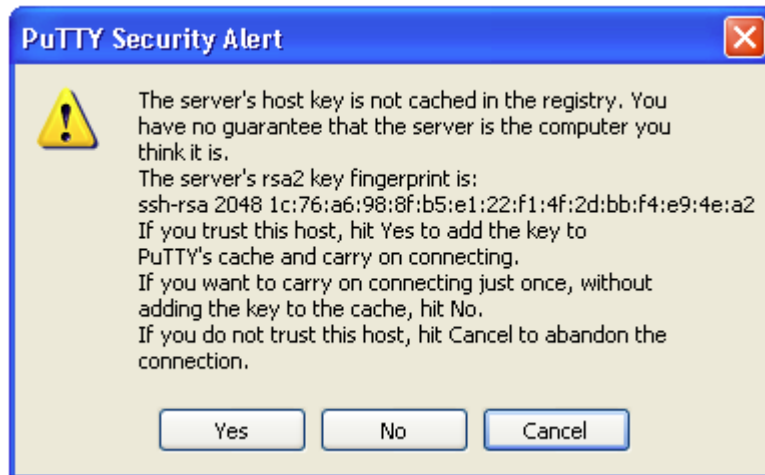 PuTTY Security Alert
The server's host key is not cached in the registry. You
have no guarantee that the server is the computer you
think it is.
The server's rsa2 key fingerprint is:
ssh-rsa 2048 1c:76:a6:98:8f:b5:e1:22:f1:4f:2d:bb:f4:e9:4e:a2
If you trust this host, hit Yes to add the key to
PuTTY's cache and carry on connecting.
If you want to carry on connecting just once, without
adding the key to the cache, hit No.
If you do not trust this host, hit Cancel to abandon the
connection.
Yes No Cancel